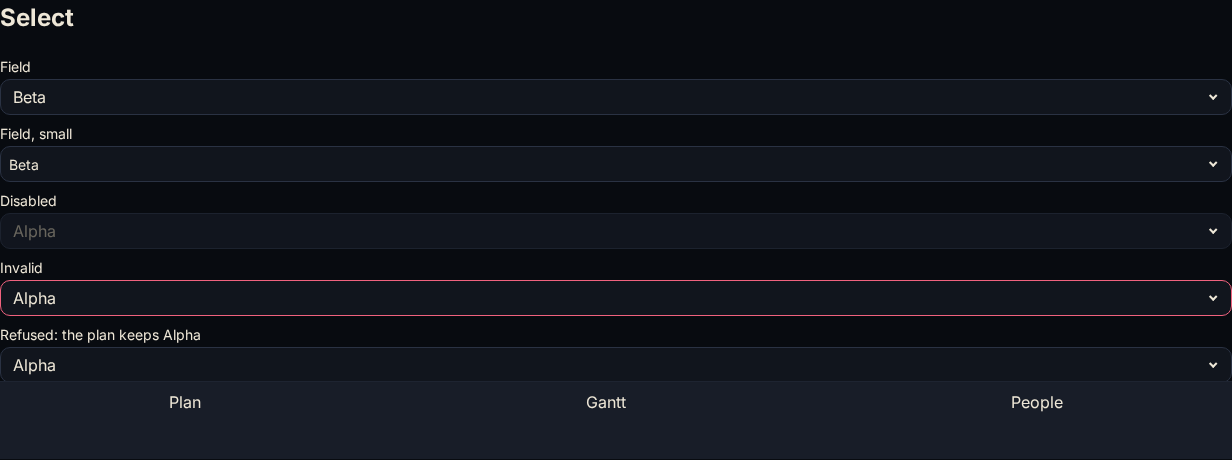 Select
Field
Beta
Field, small
Beta
Disabled
Alpha
Invalid
Alpha
Refused: the plan keeps Alpha
Alpha
Plan Gantt People